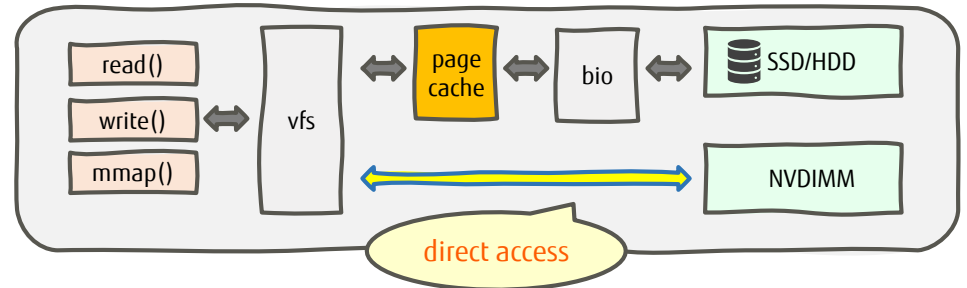 read()
write()
mmap()
vfs
page
cache
bio
SSD/HDD
NVDIMM
direct access